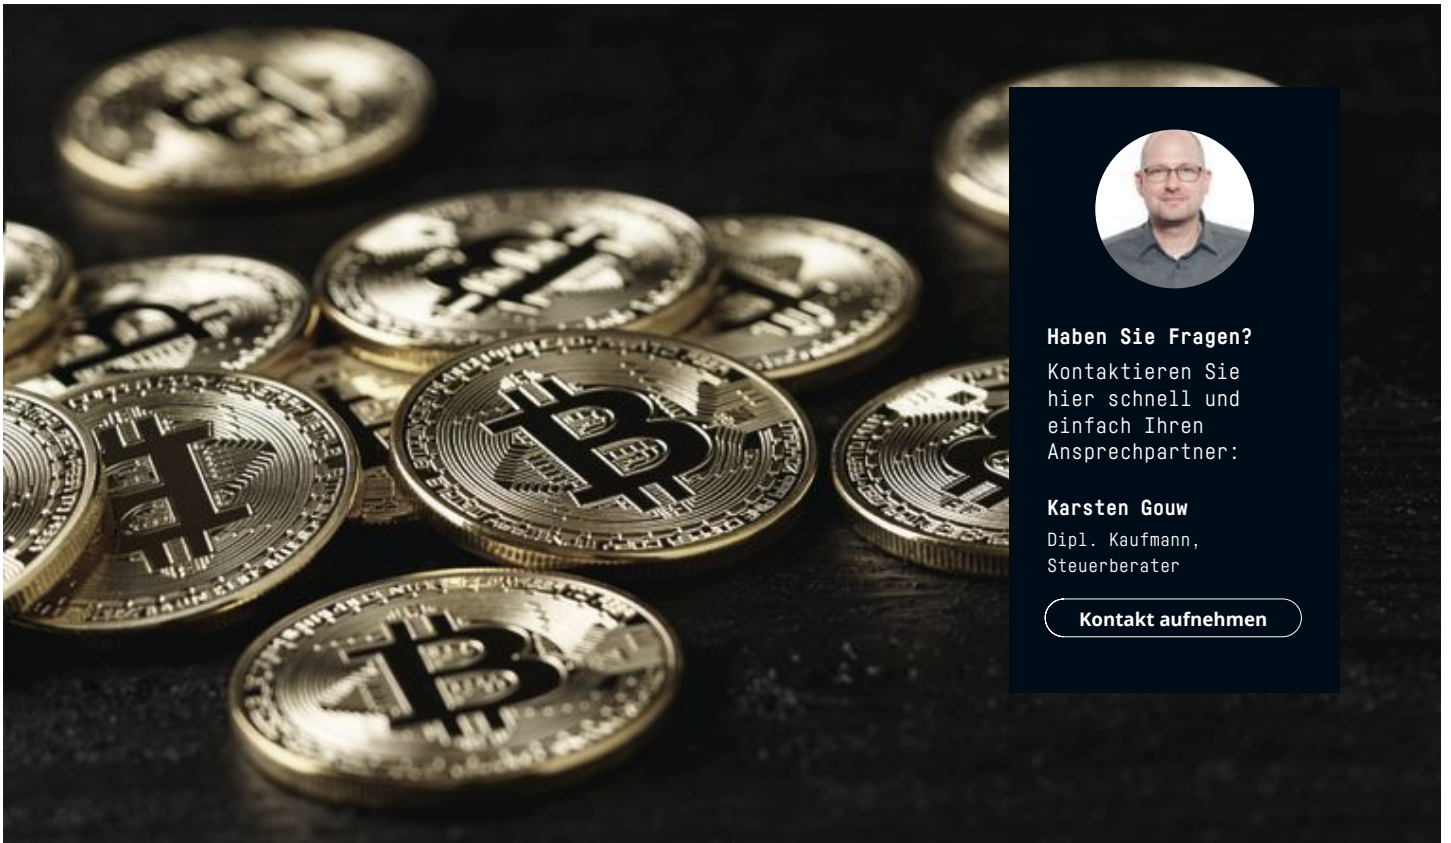 Haben Sie Fragen?
Kontaktieren Sie
hier schnell und
einfach Ihren
Ansprechpartner:
Karsten Gouw
Dipl. Kaufmann,
Steuerberater
Kontakt aufnehmen